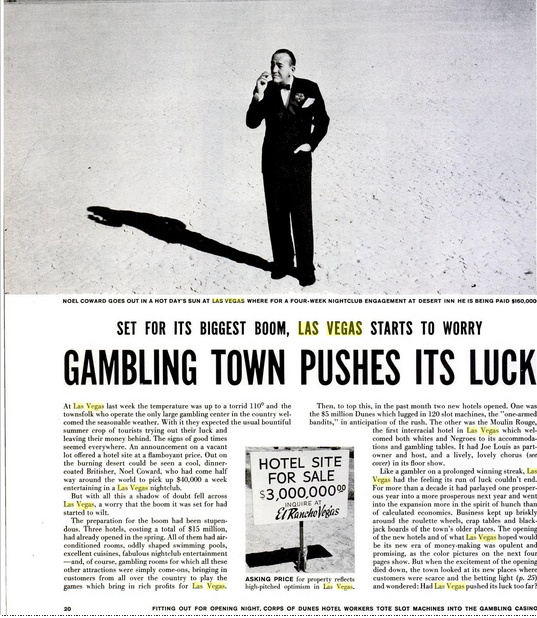 NOEL COWARD GOES OUT IN A HOT DAY'S SUN AT LAS VEGAS WHERE FOR A FOUR-WEEK NIGHTCLUB ENGAGEMENT AT DESERT INN HE IS BEING PAID $160,000
SET FOR ITS BIGGEST BOOM, LAS VEGAS STARTS TO WORRY
GAMBLING TOWN PUSHES ITS LUCK
At Las Vegas last week the temperature was up to a torrid 110° and the
townsfolk who operate the only large gambling center in the country wel-
comed the seasonable weather. With it they expected the usual bountiful
summer crop of tourists trying out their luck and
leaving their money behind. The signs of good times
seemed everywhere. An announcement on a vacant
lot offered a hotel site at a flamboyant price. Out on
the burning desert could be seen a cool, dinner-
coated Britisher, Noel Coward, who had come half
way around the world to pick up $40,000 a week
entertaining in a Las Vegas nightclub.
But with all this a shadow of doubt fell across
Las Vegas, a worry that the boom it was set for had
started to wilt.
The preparation for the boom had been stupen-
dous. Three hotels, costing a total of $15 million,
had already opened in the spring. All of them had air-
conditioned rooms, oddly shaped swimming pools,
excellent cuisines, fabulous nightclub entertainment
—and, of course, gambling rooms for which all these
other attractions were simply come-ons, bringing in
customers from all over the country to play the
games which bring in rich profits for Las Vegas.
HOTEL SITE
FOR SALE
$3,000,000.00
INQUIRE AT
El Rancho Vegas
ASKING PRICE for property reflects
high-pitched optimism in Las Vegas.
Then, to top this, in the past month two new hotels opened. One was
the $5 million Dunes which lugged in 120 slot machines, the "one-armed
bandits," in anticipation of the rush. The other was the Moulin Rouge,
the first interracial hotel in Las Vegas which wel-
comed both whites and Negroes to its accommoda-
tions and gambling tables. It had Joe Louis as part-
owner and host, and a lively, lovely chorus (see
cover) in its floor show.
Like a gambler on a prolonged winning streak, Las
Vegas had the feeling its run of luck couldn't end.
For more than a decade it had parlayed one prosper-
ous year into a more prosperous next year and went
into the expansion more in the spirit of hunch than
of calculated economics. Business kept up briskly
around the roulette wheels, crap tables and black-
jack boards of the town's older places. The opening
of the new hotels and of what Las Vegas hoped would
be its new era of money-making was opulent and
promising, as the color pictures on the next four
pages show. But when the excitement of the opening
died down, the town looked at its new places where
customers were scarce and the betting light (p. 25)
and wondered: Had Las Vegas pushed its luck too far?
20
FITTING OUT FOR OPENING NIGHT, CORPS OF DUNES HOTEL WORKERS TOTE SLOT MACHINES INTO THE GAMBLING CASINO